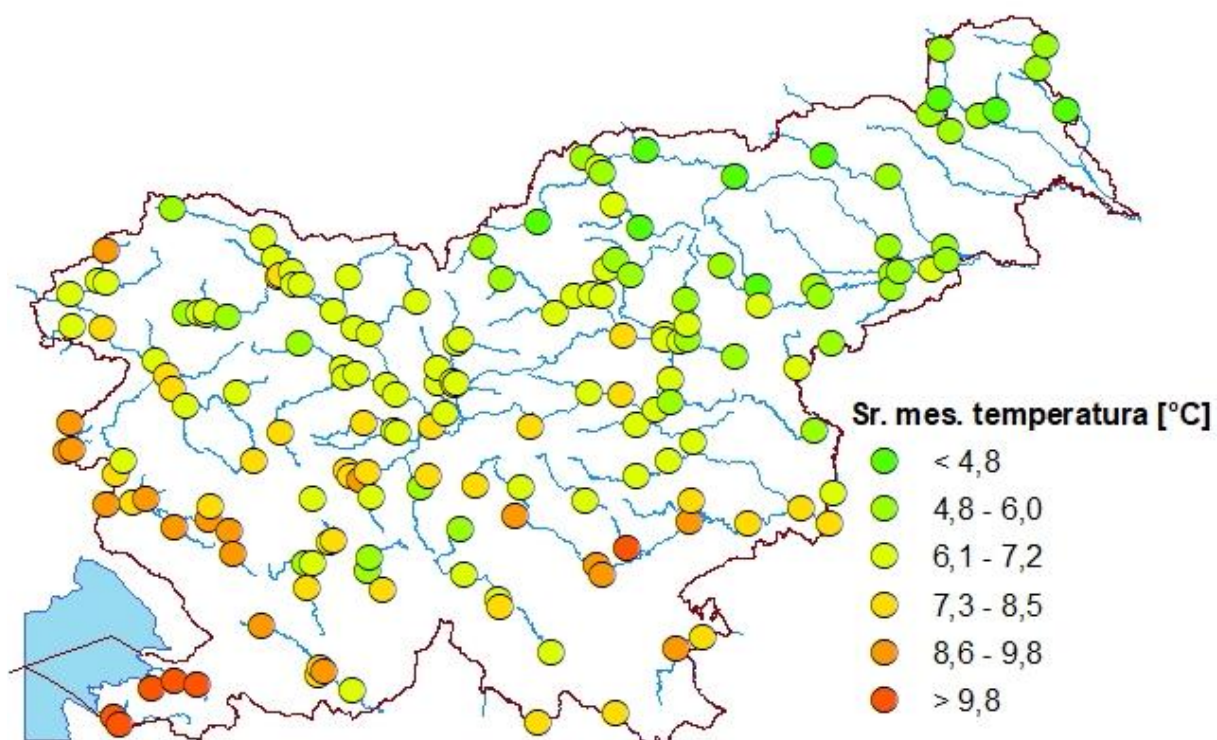 Sr. mes. temperatura [°C]
< 4,8
4,8 - 6,0
6,1 - 7,2
7,3 - 8,5
8,6 - 9,8
> 9,8